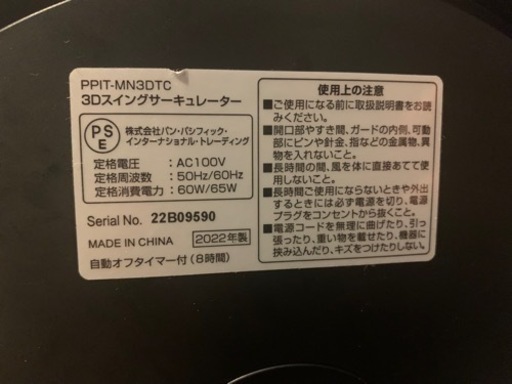 PPIT-MN3DTC
3Dスイングサーキュレーター
PS
E
株式会社パン・パシフィック・
インターナショナル・トレーディング
定格電圧：AC100V
定格周波数：50Hz/60Hz
定格消費電力：60W/65W
Serial No. 22B09590
MADE IN CHINA 2022年製
自動オフタイマー付（8時間）
使用上の注意
■ご使用になる前に取扱説明書をお読
みください。
■開口部やすき間、ガードの内側、可動
部にピンや針金、指などの金属物、異
物を入れないこと。
■長時間の間、風を体に直接あてて使
用しないこと。
■長時間ご使用にならないときや外出
するときには必ず電源を切り、電源
プラグをコンセントから抜くこと。
■電源コードを無理に曲げたり、引っ
張ったり、重い物を載せたり、機器に
挟み込んだり、キズをつけたりしない。